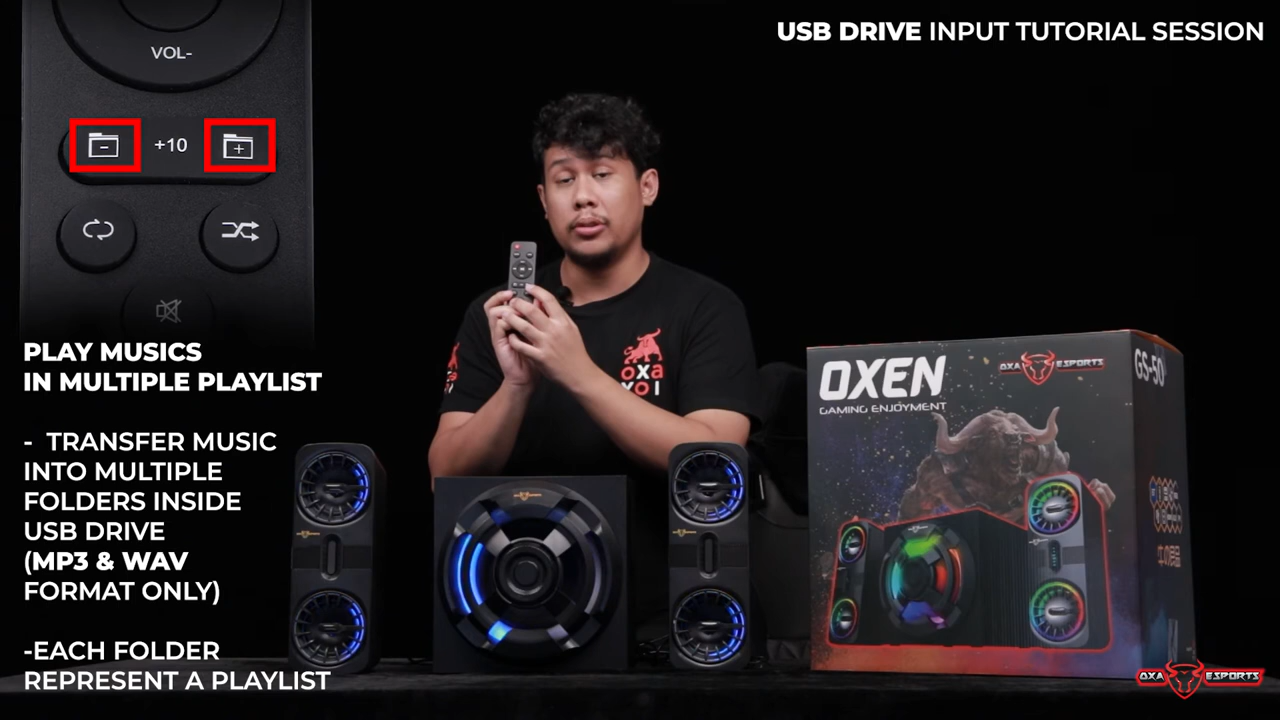 USB DRIVE INPUT TUTORIAL SESSION
VOL-
+10
PLAY MUSICS
IN MULTIPLE PLAYLIST
- TRANSFER MUSIC
INTO MULTIPLE
FOLDERS INSIDE
USB DRIVE
(MP3 & WAV
FORMAT ONLY)
-EACH FOLDER
REPRESENT A PLAYLIST
OXEN
GAMING ENJOYMENT
OXA ESPORTS
GS-50
OXA ESPORTS